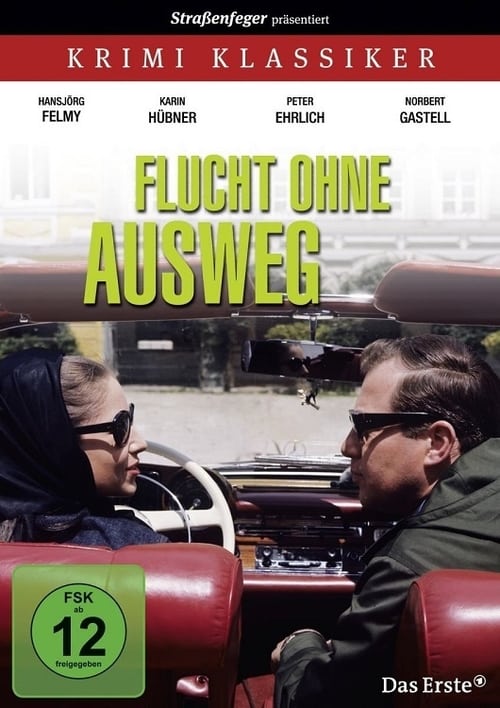 Straßenfeger präsentiert
KRIMI KLASSIKER
HANSJÖRG FELMY
KARIN HÜBNER
PETER EHRLICH
NORBERT GASTELL
FLUCHT OHNE
AUSWEG
FSK
ab
12
freigegeben
Das Erste